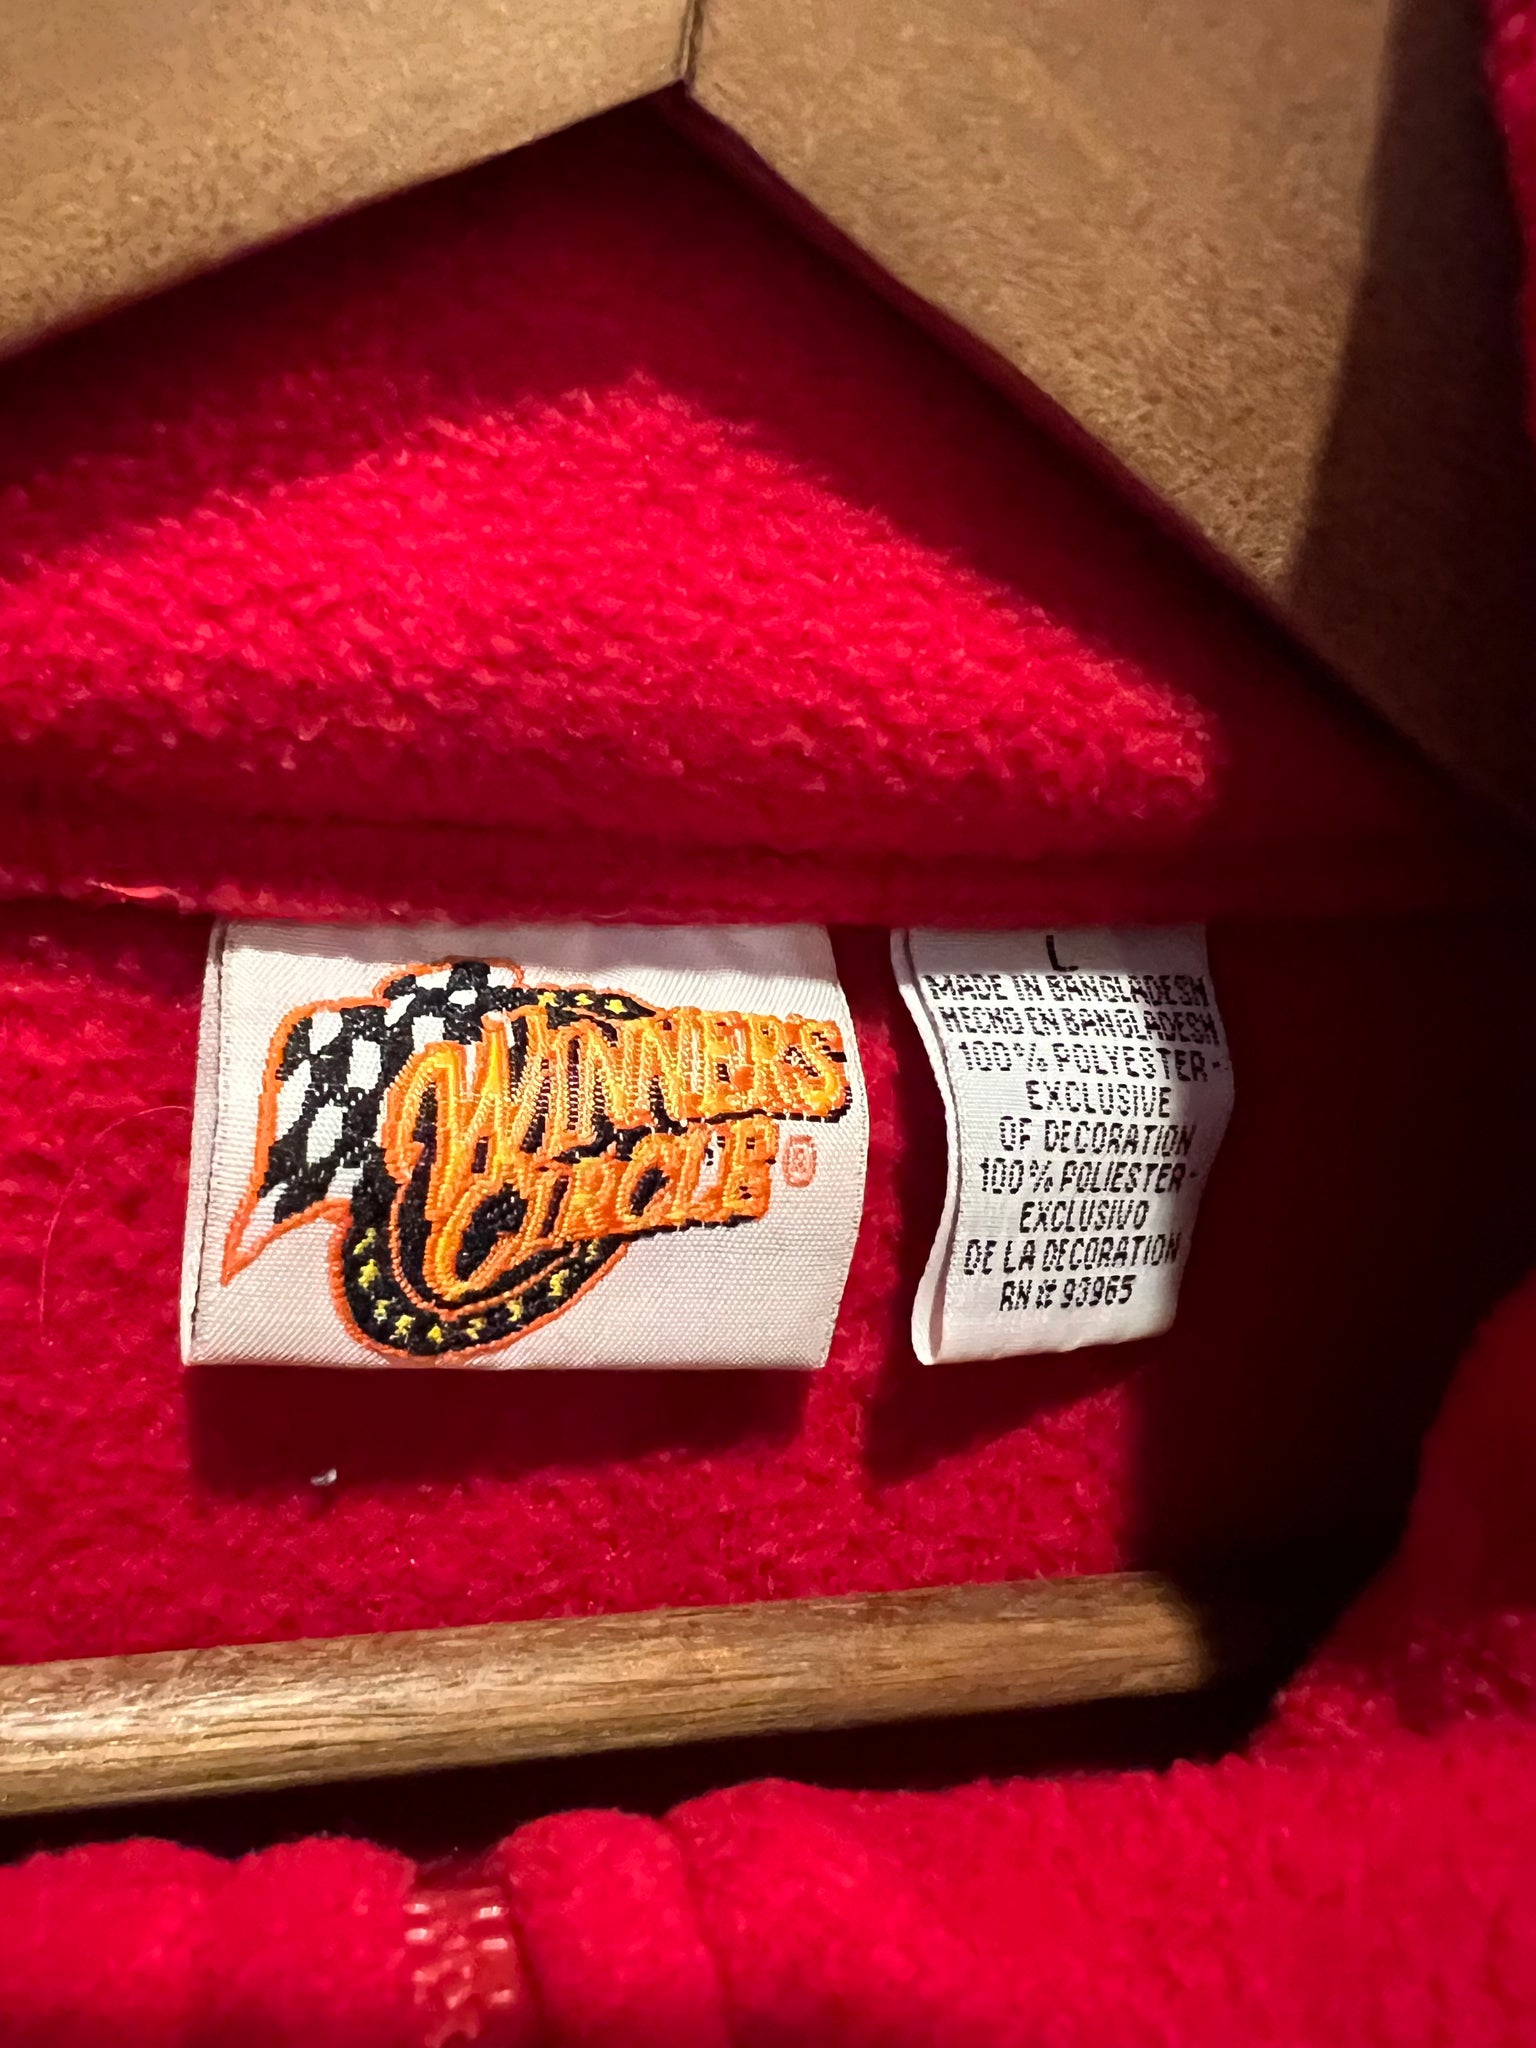 WINNERS
CIRCLE®
L
MADE IN BANGLADESH
HECHO EN BANGLADESH
100% POLYESTER -
EXCLUSIVE
OF DECORATION
100% POLIESTER -
EXCLUSIVO
DE LA DECORATION
RN # 93965